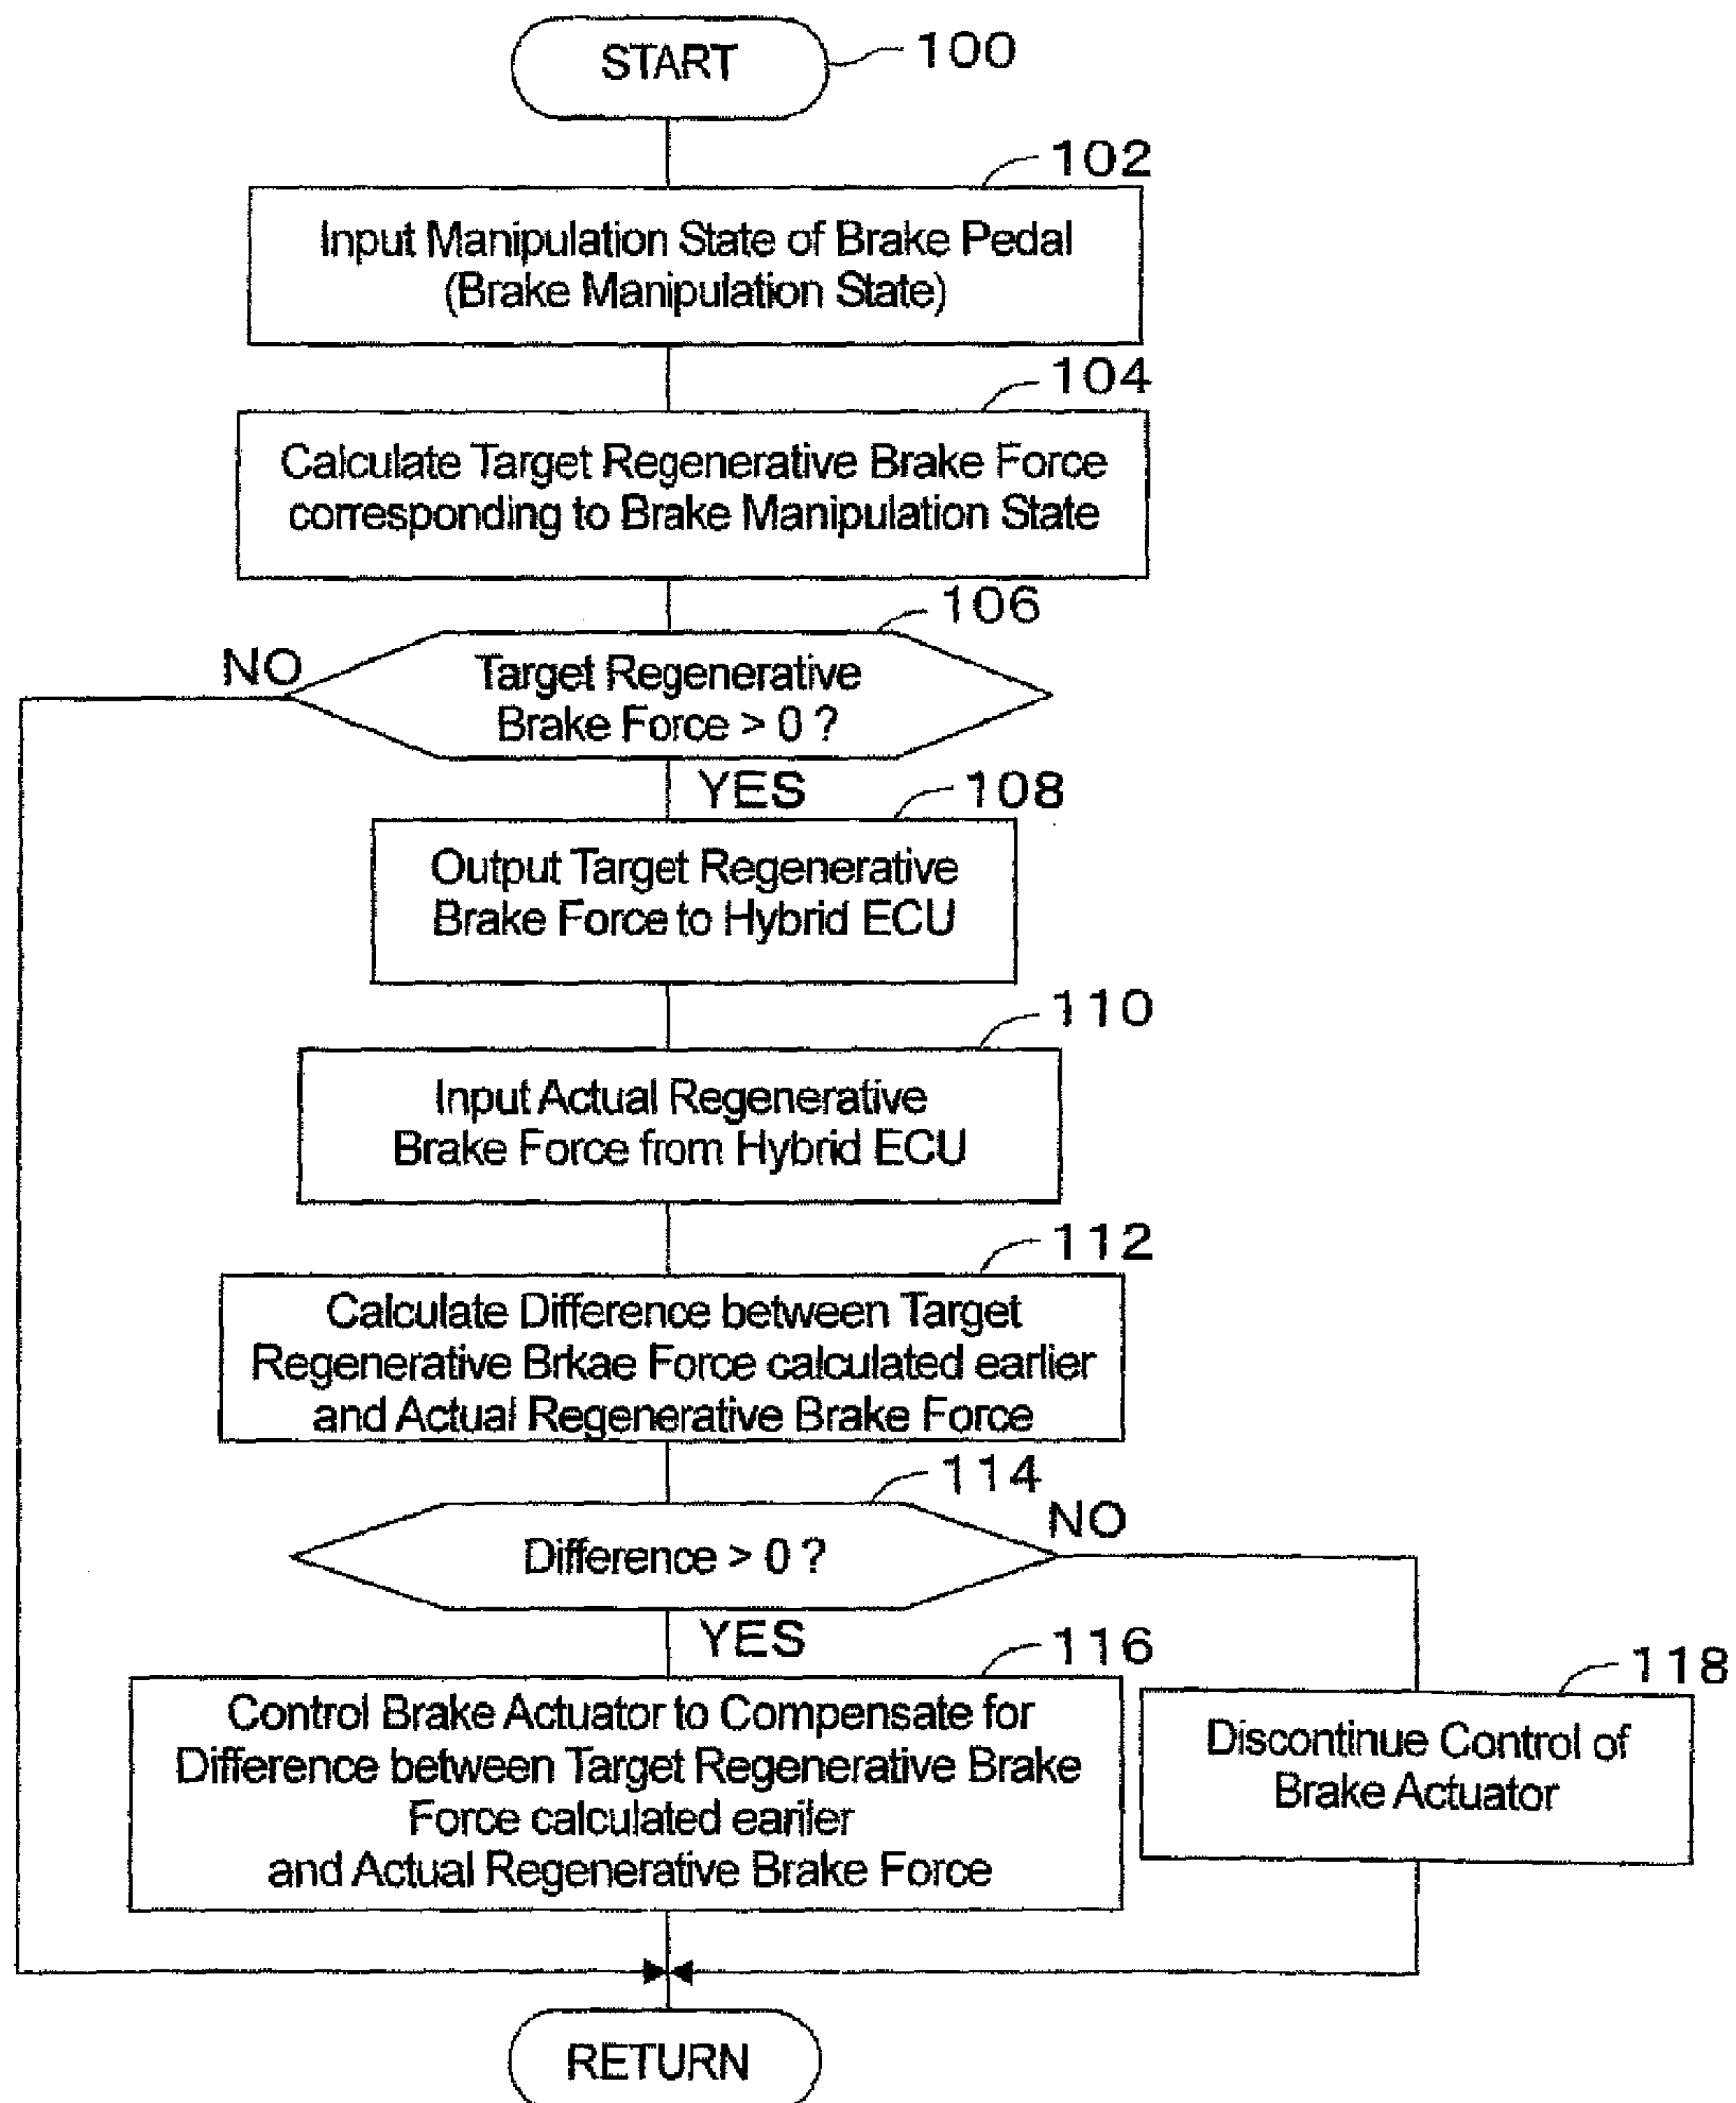 START
100
102
Input Manipulation State of Brake Pedal
(Brake Manipulation State)
104
Calculate Target Regenerative Brake Force
corresponding to Brake Manipulation State
106
NO
Target Regenerative
Brake Force > 0 ?
YES
108
Output Target Regenerative
Brake Force to Hybrid ECU
110
Input Actual Regenerative
Brake Force from Hybrid ECU
112
Calculate Difference between Target
Regenerative Brkae Force calculated earlier
and Actual Regenerative Brake Force
114
NO
Difference > 0 ?
YES
116
Control Brake Actuator to Compensate for
Difference between Target Regenerative Brake
Force calculated earlier
and Actual Regenerative Brake Force
118
Discontinue Control of
Brake Actuator
RETURN